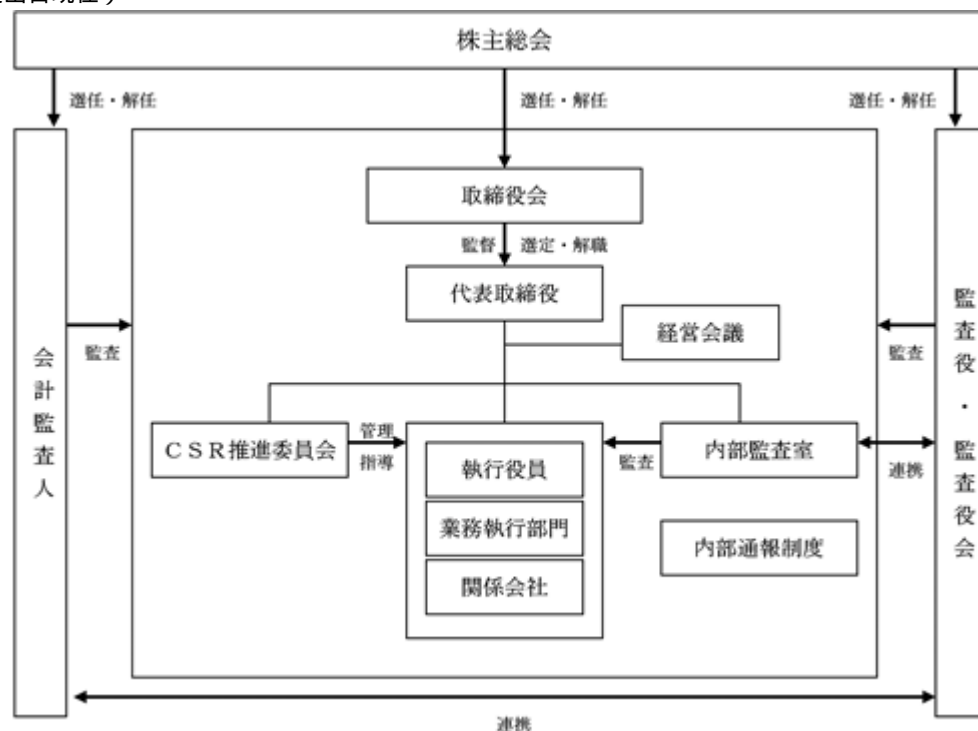 株主総会
選任・解任
選任・解任
選任・解任
取締役会
監督
選定・解職
代表取締役
経営会議
会計監査人
監査
監査
監査役・監査役会
CSR推進委員会
管理
指導
執行役員
業務執行部門
関係会社
監査
内部監査室
連携
内部通報制度
連携